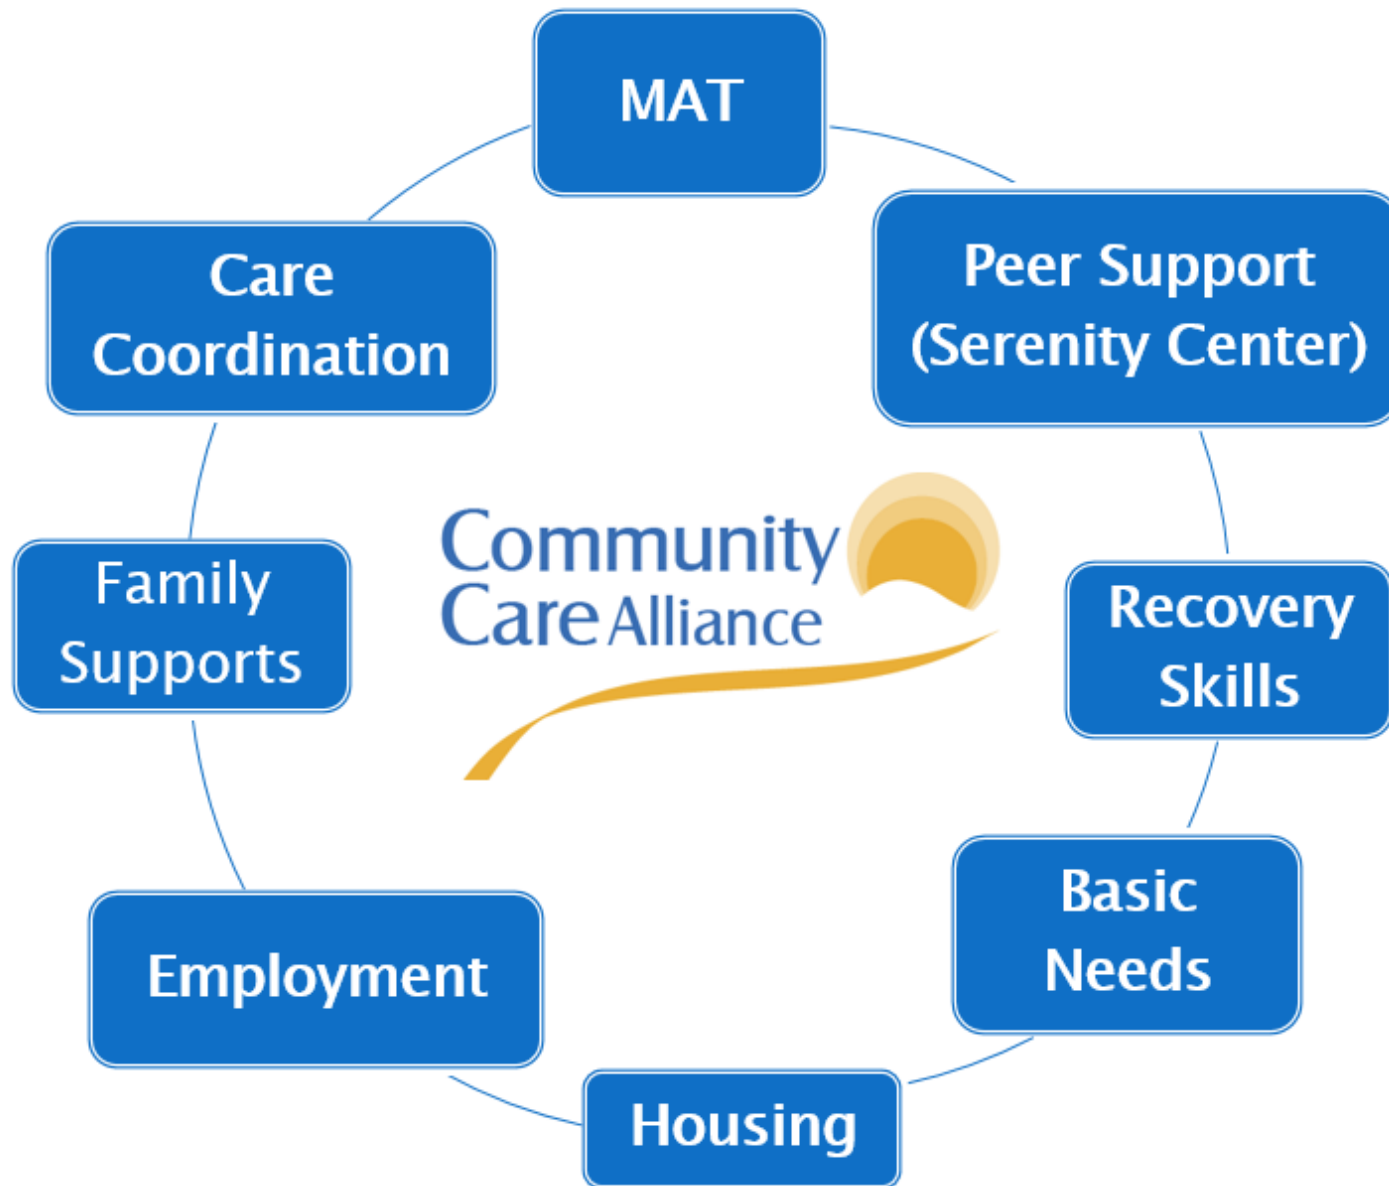 MAT
Peer Support
(Serenity Center)
Recovery
Skills
Basic
Needs
Housing
Employment
Family
Supports
Care
Coordination
Community
Care Alliance